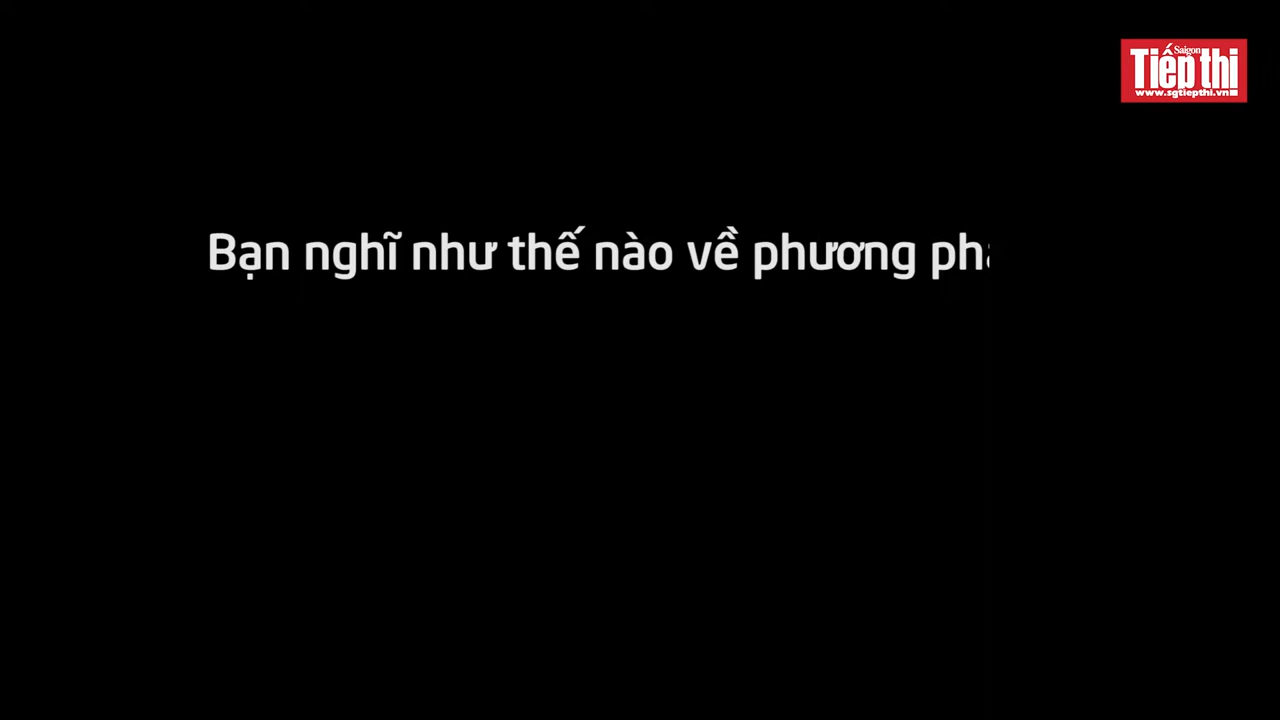 Saigon
Tiếp thị
www.sgtiepthi.vn
Bạn nghĩ như thế nào về phương